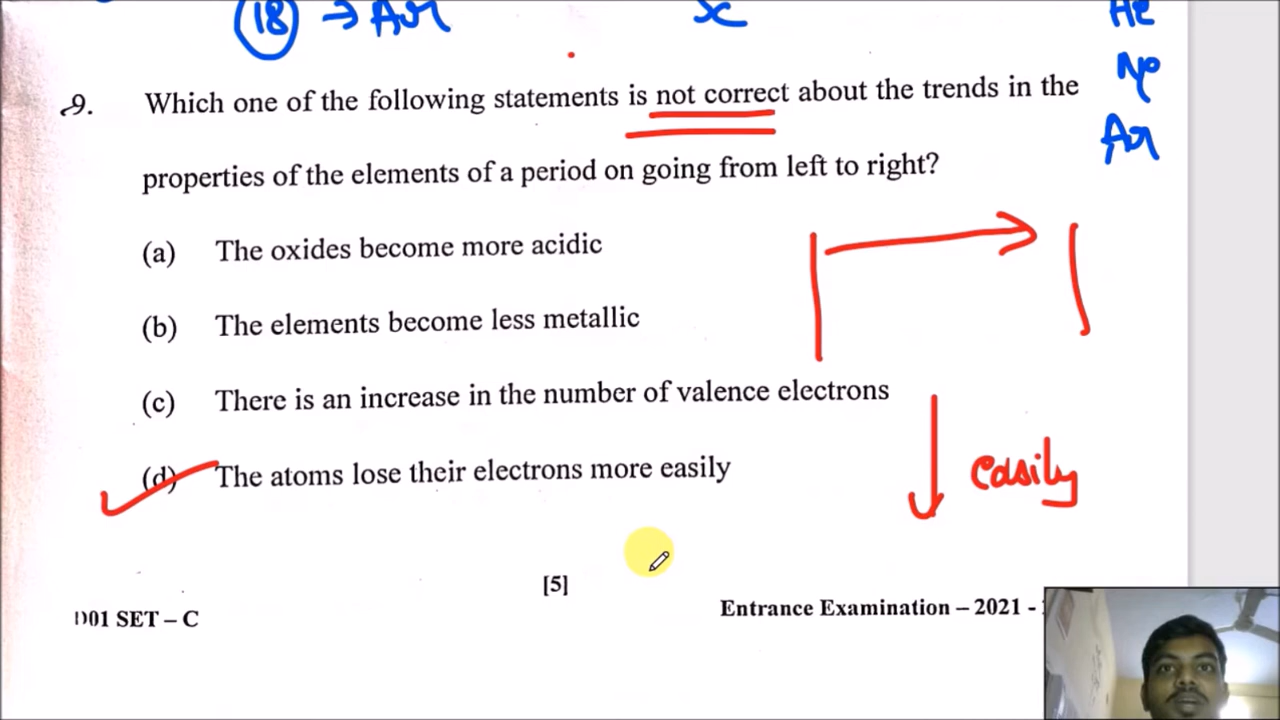 18 → Ar
x
He
Ne
Ar
9. Which one of the following statements is not correct about the trends in the
properties of the elements of a period on going from left to right?
(a) The oxides become more acidic
(b) The elements become less metallic
(c) There is an increase in the number of valence electrons
(d) The atoms lose their electrons more easily
easily
[5]
D01 SET – C
Entrance Examination – 2021 -